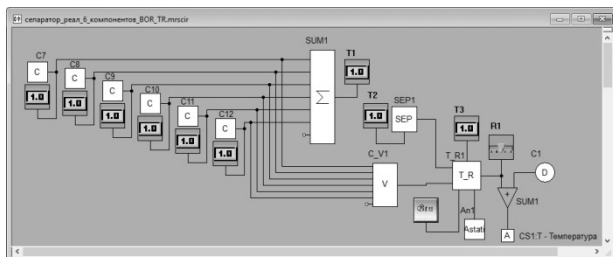 сепаратор_реал_6_компонентов_BOR_TR.mrscir
SUM1
C7
C
1.0
C8
C
1.0
C9
C
1.0
C10
C
1.0
C11
C
1.0
C12
C
1.0
Σ
T1
1.0
T2
1.0
SEP1
SEP
T3
1.0
R1
C_V1
V
T_R1
T_R
C1
D
An1
Astati
+
SUM1
A
CS1:T - Температура